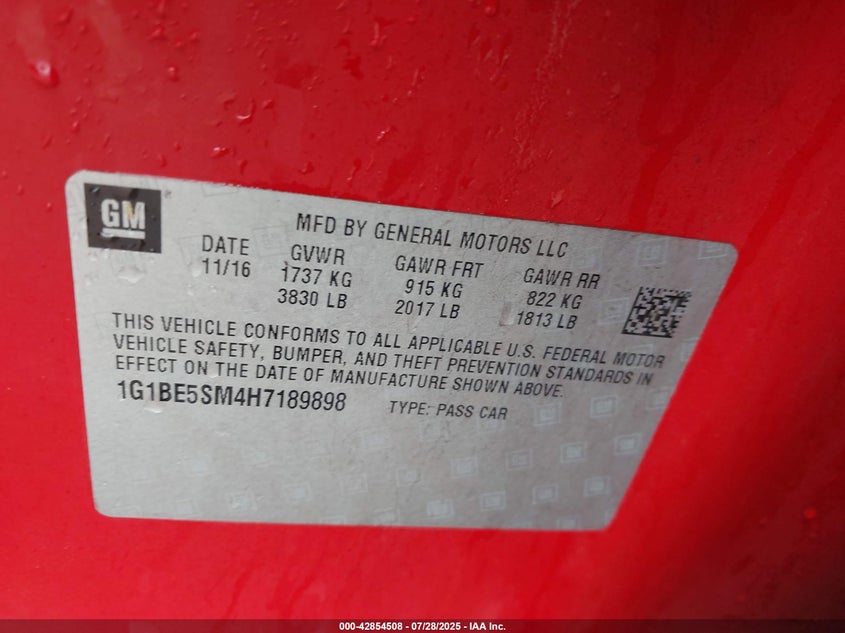 GM
MFD BY GENERAL MOTORS LLC
DATE GVWR GAWR FRT GAWR RR
11/16 1737 KG 915 KG 822 KG
3830 LB 2017 LB 1813 LB
THIS VEHICLE CONFORMS TO ALL APPLICABLE U.S. FEDERAL MOTOR
VEHICLE SAFETY, BUMPER, AND THEFT PREVENTION STANDARDS IN
EFFECT ON THE DATE OF MANUFACTURE SHOWN ABOVE.
1G1BE5SM4H7189898 TYPE: PASS CAR
000-42854508 - 07/28/2025 - IAA Inc.